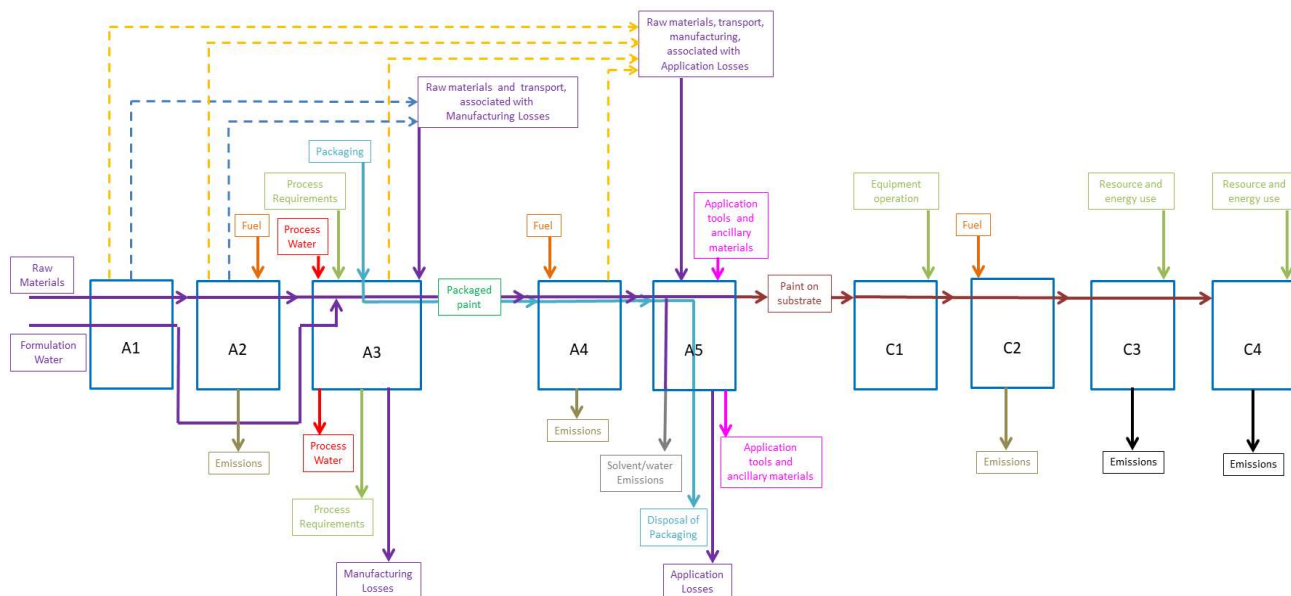 Raw materials, transport,
manufacturing,
associated with
Application Losses
Raw materials and transport,
associated with
Manufacturing Losses
Packaging
Process
Requirements
Equipment
operation
Resource and
energy use
Resource and
energy use
Fuel
Process
Water
Fuel
Application
tools and
ancillary
materials
Fuel
Raw
Materials
Packaged
paint
Paint on
substrate
Formulation
Water
A1
A2
A3
A4
A5
C1
C2
C3
C4
Emissions
Process
Water
Emissions
Solvent/water
Emissions
Application
tools and
ancillary materials
Emissions
Emissions
Emissions
Process
Requirements
Disposal of
Packaging
Manufacturing
Losses
Application
Losses